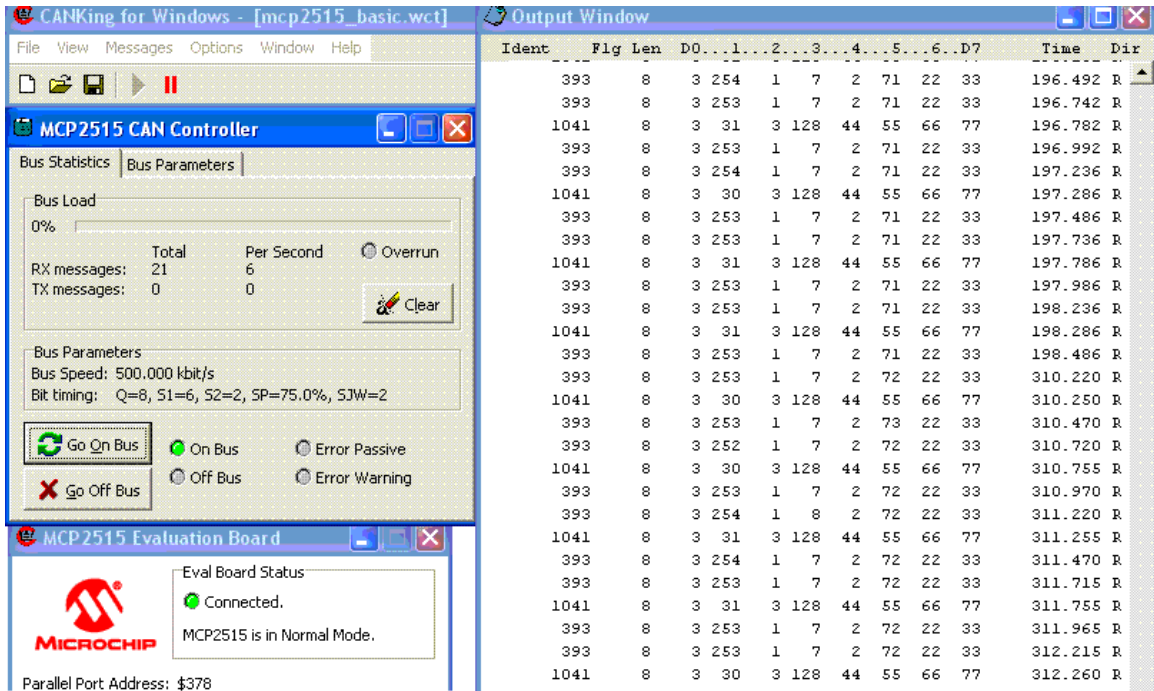 CANKing for Windows - [mcp2515_basic.wct]
File View Messages Options Window Help
MCP2515 CAN Controller
Bus Statistics Bus Parameters
Bus Load
0%
Total Per Second Overrun
RX messages: 21 6
TX messages: 0 0
Clear
Bus Parameters
Bus Speed: 500.000 kbit/s
Bit timing: Q=8, S1=6, S2=2, SP=75.0%, SJW=2
Go On Bus On Bus Error Passive
Go Off Bus Off Bus Error Warning
MCP2515 Evaluation Board
Eval Board Status
Connected.
MCP2515 is in Normal Mode.
MICROCHIP
Parallel Port Address: $378
Output Window
Ident Flg Len D0...1...2...3...4...5...6..D7 Time Dir
393 8 3 254 1 7 2 71 22 33 196.492 R
393 8 3 253 1 7 2 71 22 33 196.742 R
1041 8 3 31 3 128 44 55 66 77 196.782 R
393 8 3 253 1 7 2 71 22 33 196.992 R
393 8 3 254 1 7 2 71 22 33 197.236 R
1041 8 3 30 3 128 44 55 66 77 197.286 R
393 8 3 253 1 7 2 71 22 33 197.486 R
393 8 3 253 1 7 2 71 22 33 197.736 R
1041 8 3 31 3 128 44 55 66 77 197.786 R
393 8 3 253 1 7 2 71 22 33 197.986 R
393 8 3 253 1 7 2 71 22 33 198.236 R
1041 8 3 31 3 128 44 55 66 77 198.286 R
393 8 3 253 1 7 2 71 22 33 198.486 R
393 8 3 253 1 7 2 72 22 33 310.220 R
1041 8 3 30 3 128 44 55 66 77 310.250 R
393 8 3 253 1 7 2 73 22 33 310.470 R
393 8 3 252 1 7 2 72 22 33 310.720 R
1041 8 3 30 3 128 44 55 66 77 310.755 R
393 8 3 253 1 7 2 72 22 33 310.970 R
393 8 3 254 1 8 2 72 22 33 311.220 R
1041 8 3 31 3 128 44 55 66 77 311.255 R
393 8 3 254 1 7 2 72 22 33 311.470 R
393 8 3 253 1 7 2 72 22 33 311.715 R
1041 8 3 31 3 128 44 55 66 77 311.755 R
393 8 3 253 1 7 2 72 22 33 311.965 R
393 8 3 253 1 7 2 72 22 33 312.215 R
1041 8 3 30 3 128 44 55 66 77 312.260 R